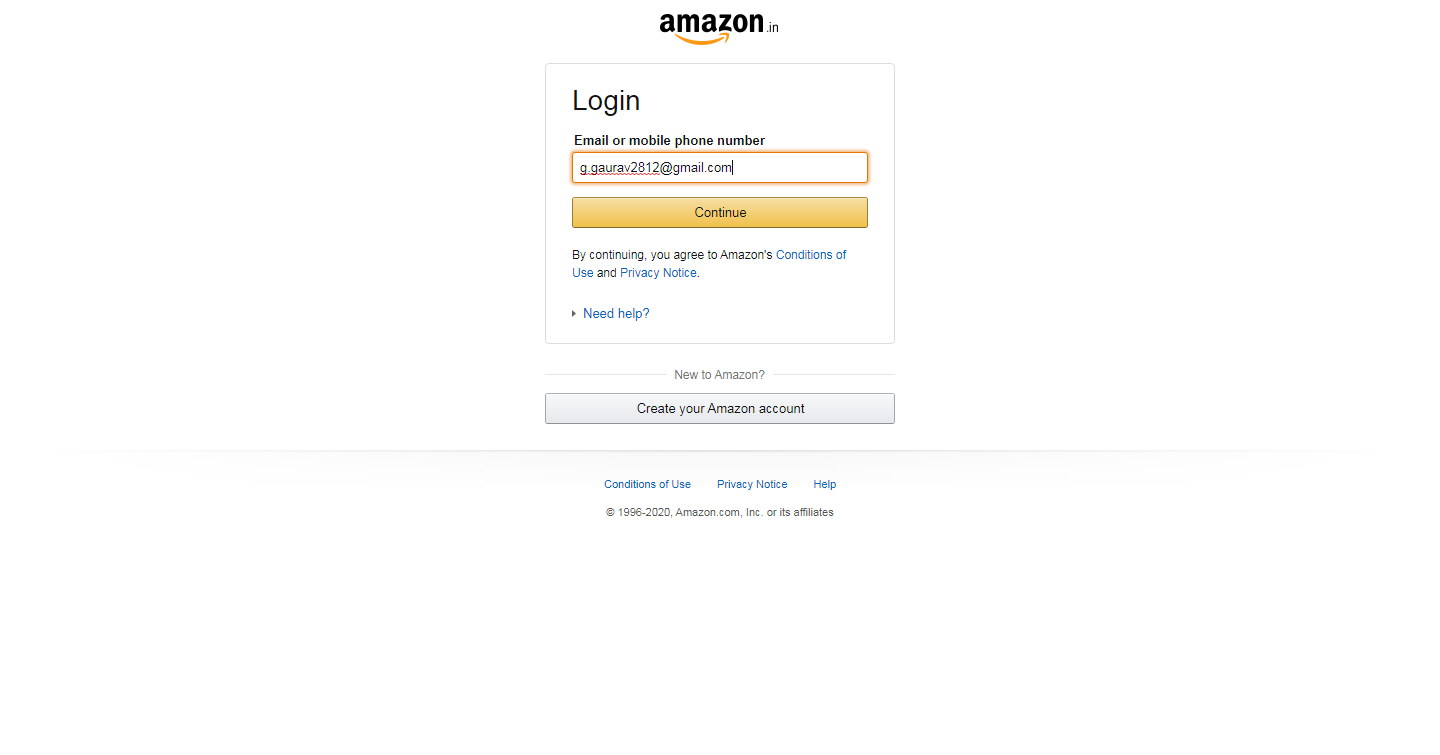 amazon.in
Login
Email or mobile phone number
g.gaurav2812@gmail.com
Continue
By continuing, you agree to Amazon's Conditions of
Use and Privacy Notice.
Need help?
New to Amazon?
Create your Amazon account
Conditions of Use Privacy Notice Help
© 1996-2020, Amazon.com, Inc. or its affiliates